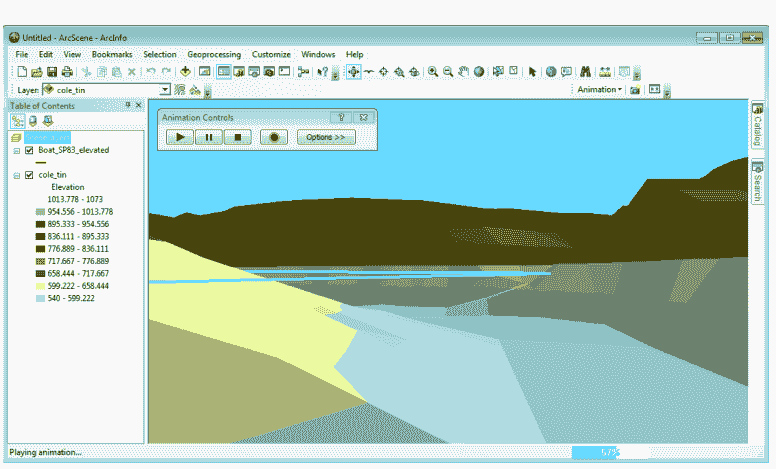 Untitled - ArcScene - ArcInfo
File Edit View Bookmarks Selection Geoprocessing Customize Windows Help
Layer: cole_tin
Animation
Table of Contents
Animation Controls
Options >>
Boat_SP83_elevated
cole_tin
Elevation
1013.778 - 1073
954.556 - 1013.778
895.333 - 954.556
836.111 - 895.333
776.889 - 836.111
717.667 - 776.889
658.444 - 717.667
599.222 - 658.444
540 - 599.222
Catalog
Search
Playing animation...
57%